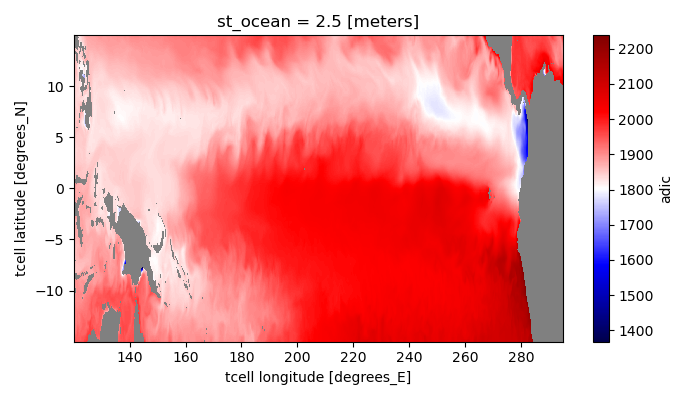 st_ocean = 2.5 [meters]
tcell latitude [degrees_N]
10
5
0
−5
−10
140 160 180 200 220 240 260 280
tcell longitude [degrees_E]
2200
2100
2000
1900
1800
1700
1600
1500
1400
adic